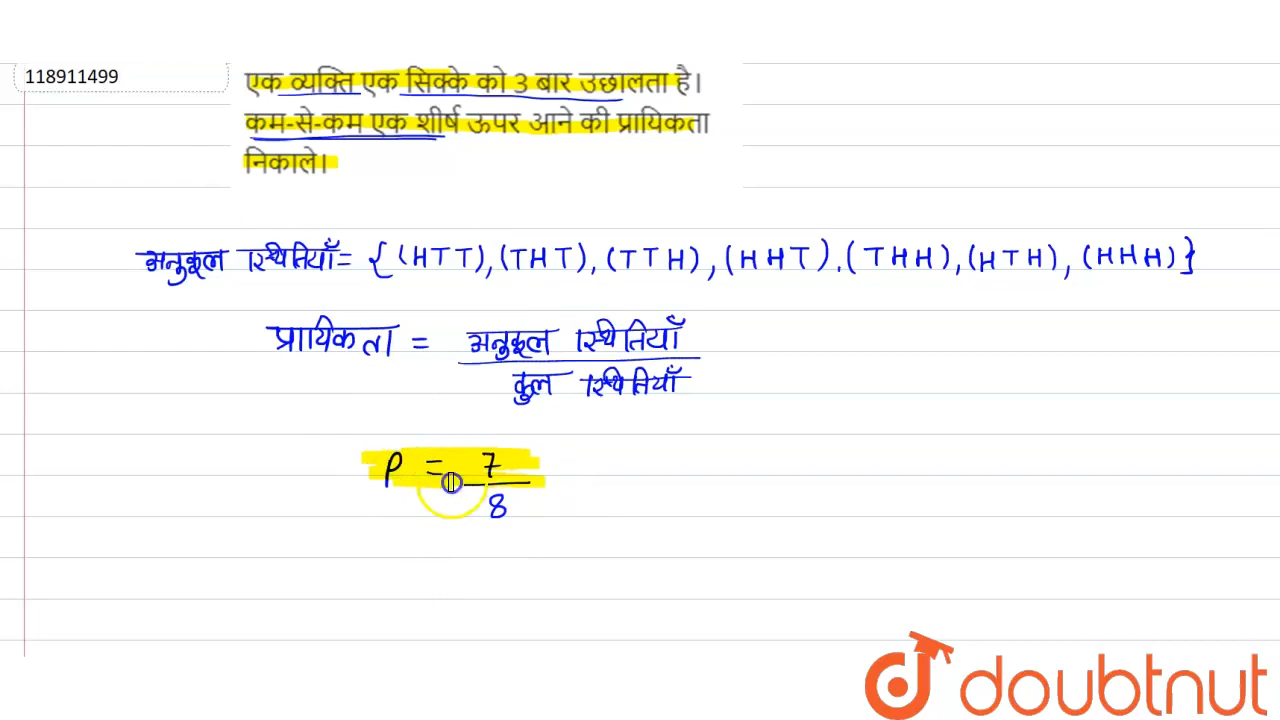 118911499
एक व्यक्ति एक सिक्के को 3 बार उछालता है।
कम-से-कम एक शीर्ष ऊपर आने की प्रायिकता
निकाले।
अनुकूल स्थितियाँ = {(HTT), (THT), (TTH), (HHT), (THH), (HTH), (HHH)}
प्रायिकता = अनुकूल स्थितियाँ
कुल स्थितियाँ
P = 7
8
doubtnut